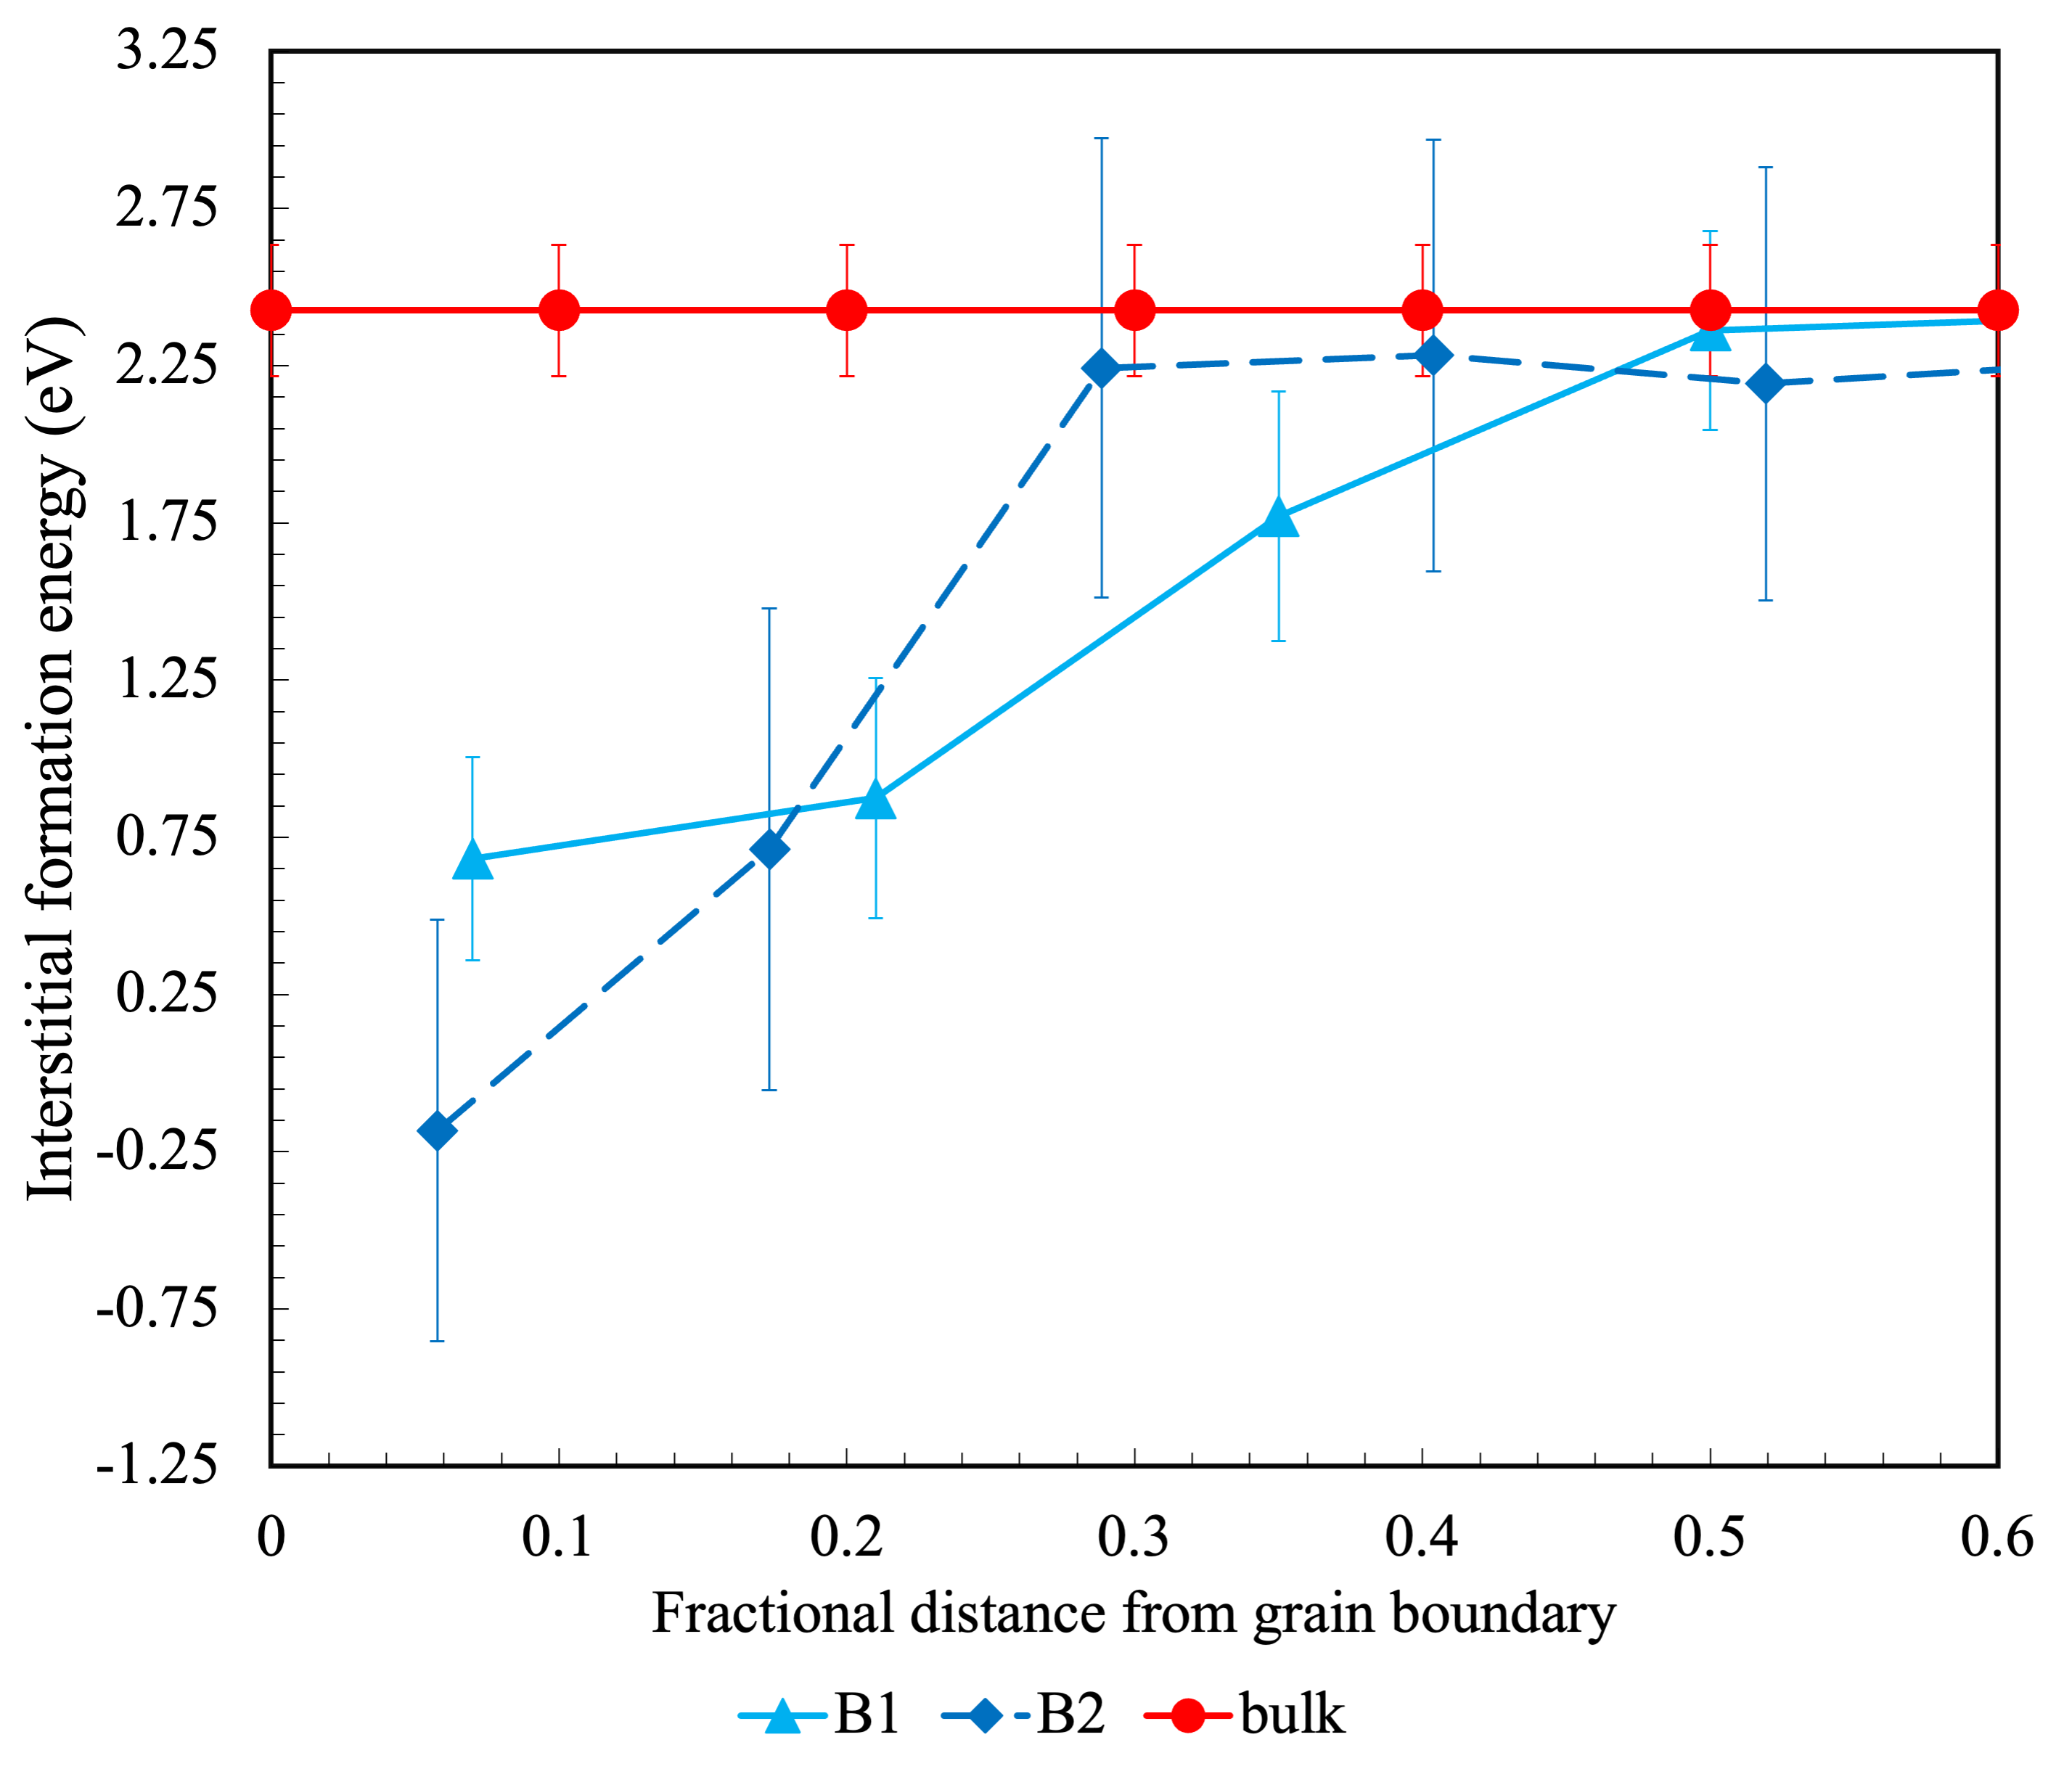 3.25
2.75
2.25
1.75
1.25
0.75
0.25
-0.25
-0.75
-1.25
Interstitial formation energy (eV)
0 0.1 0.2 0.3 0.4 0.5 0.6
Fractional distance from grain boundary
B1 B2 bulk